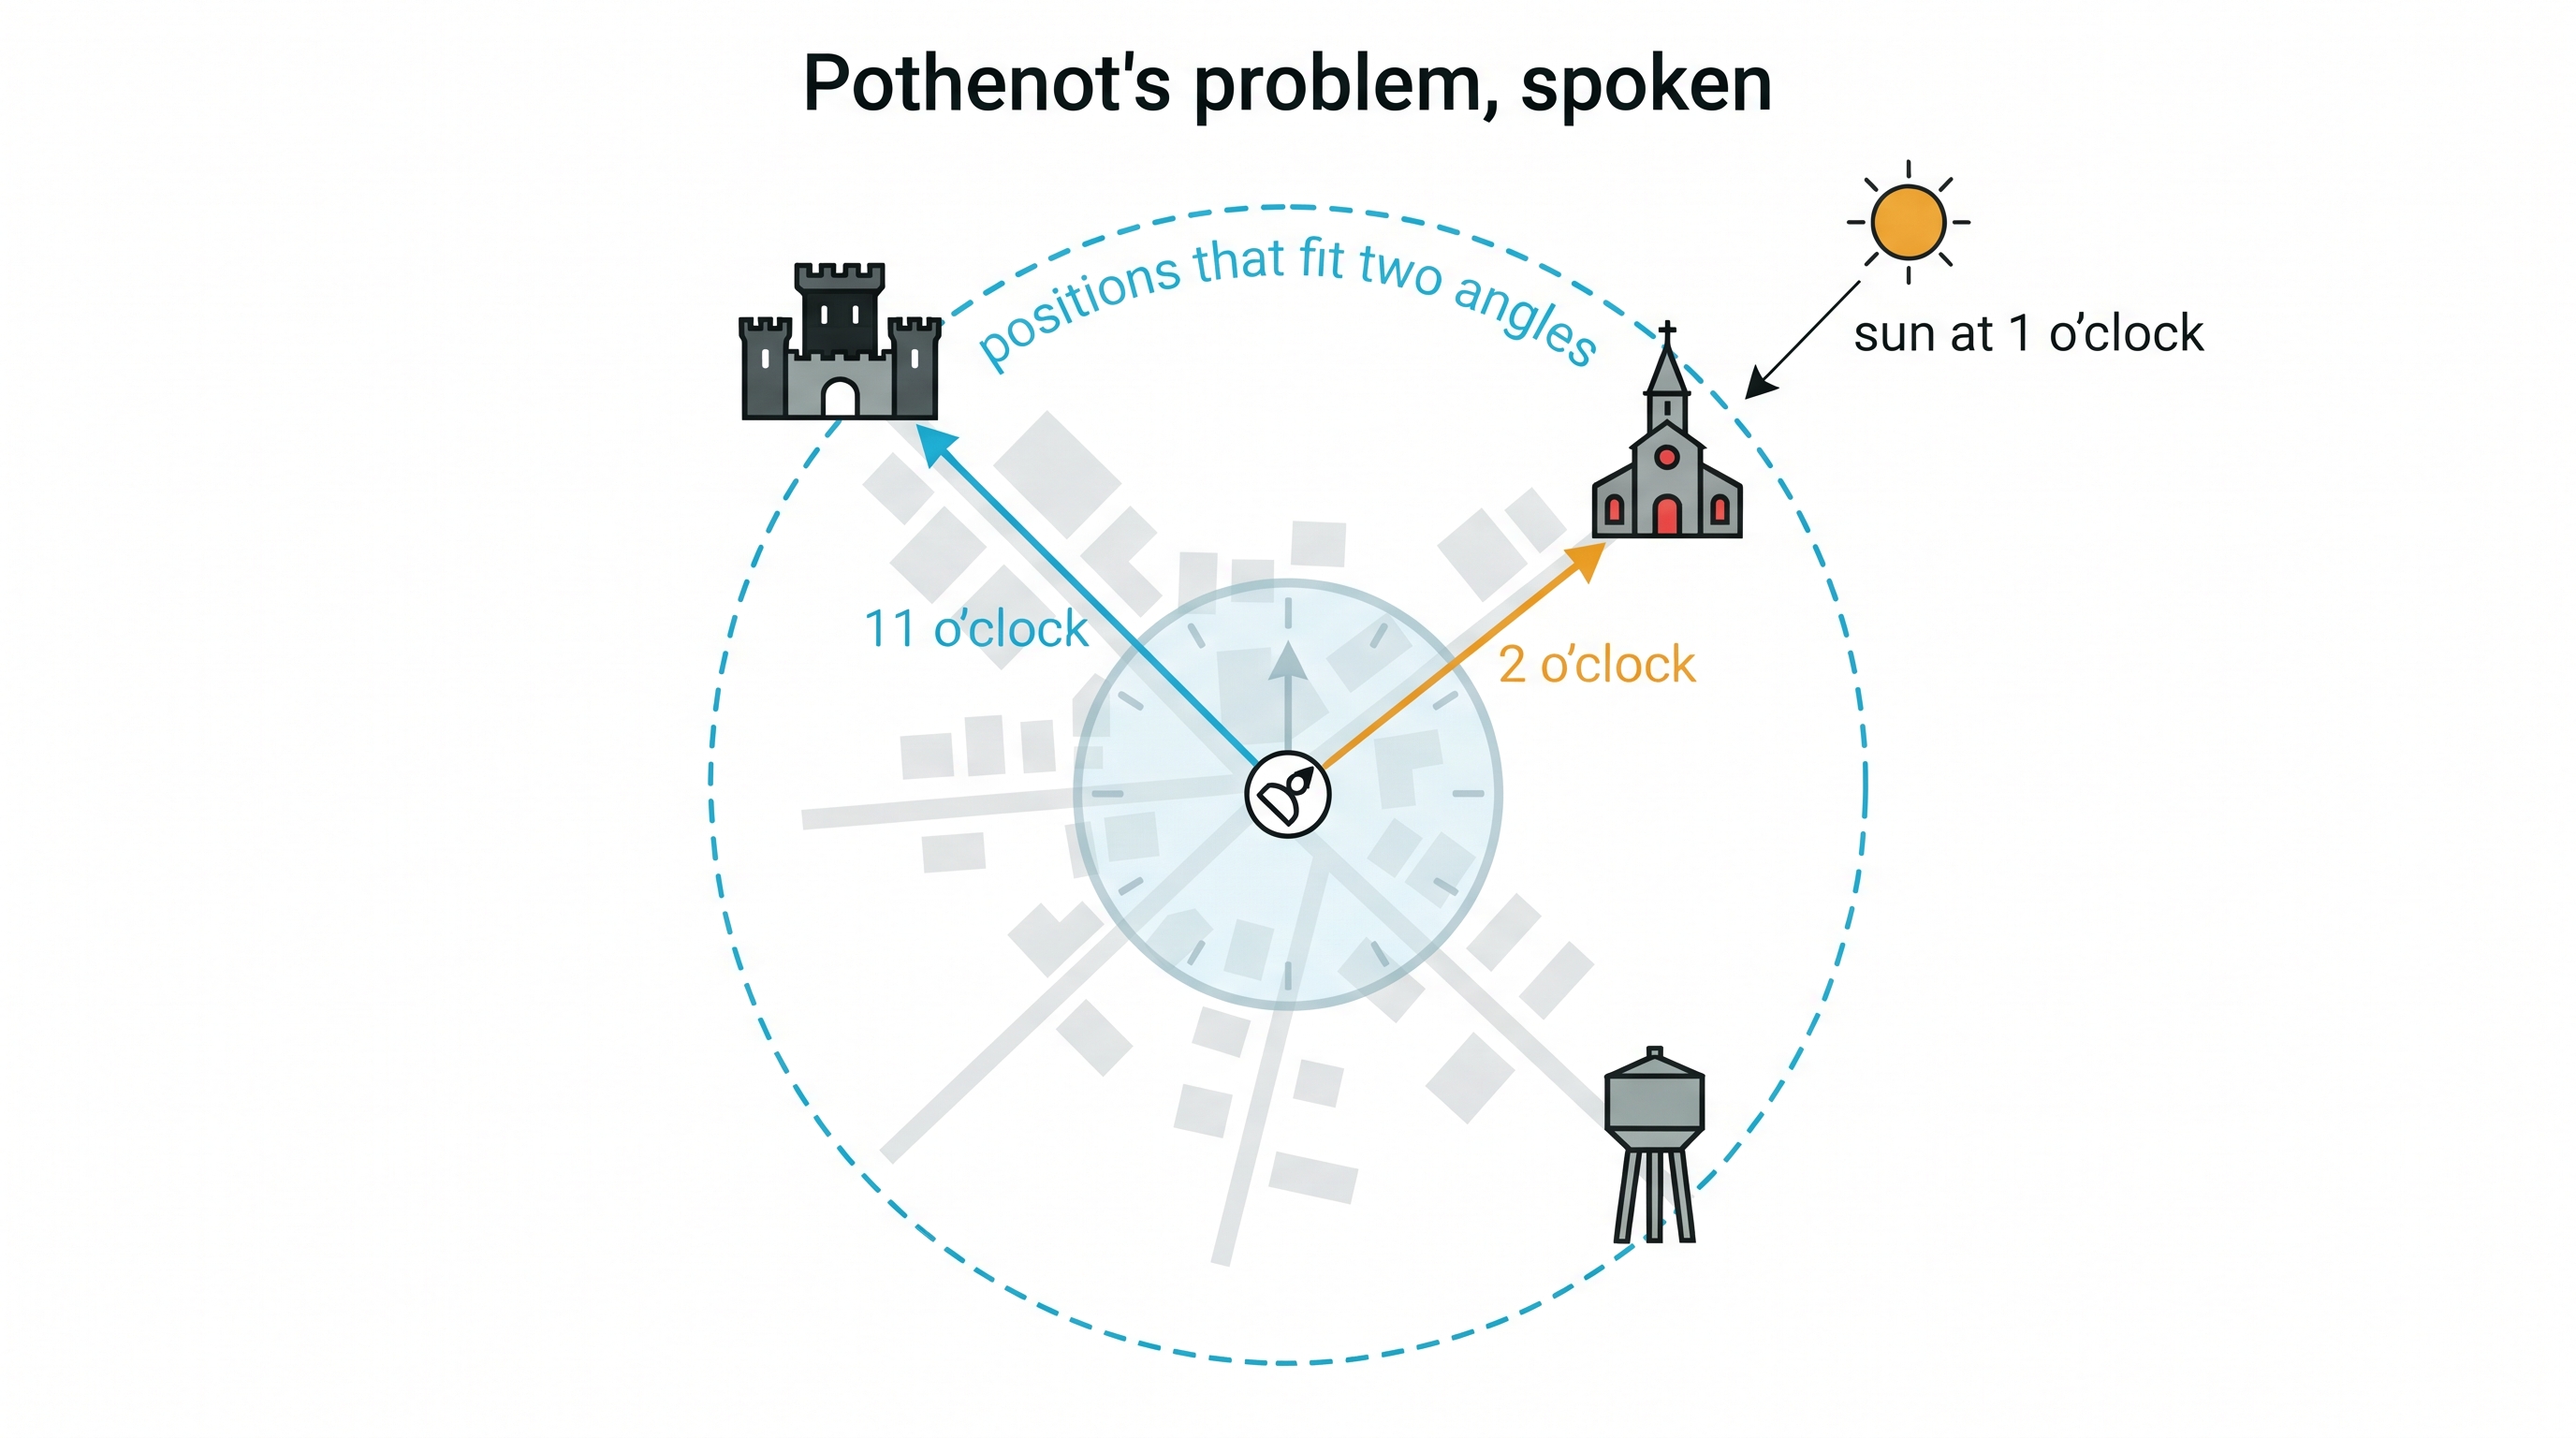 Pothenot's problem, spoken
positions that fit two angles
sun at 1 o’clock
11 o’clock
2 o’clock